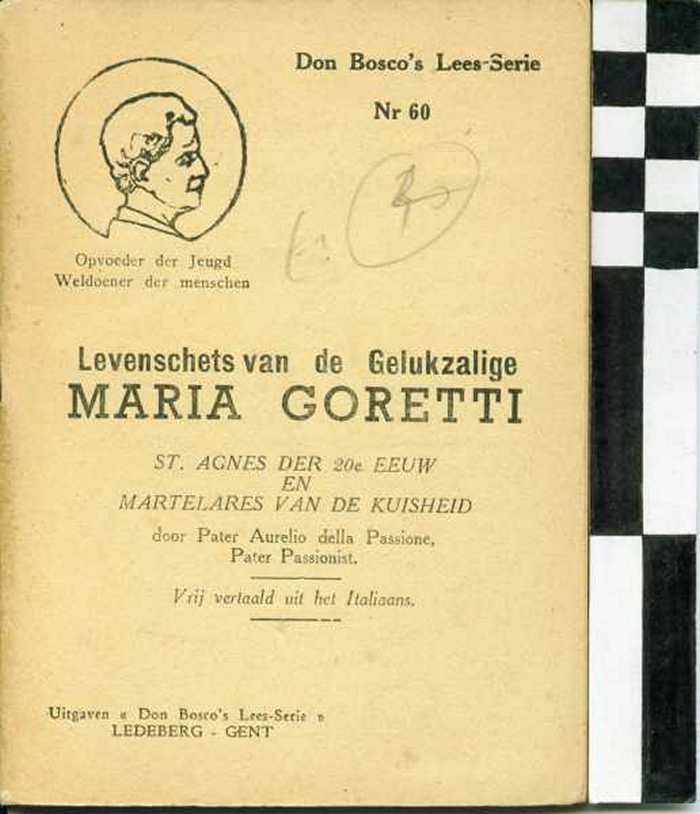 Don Bosco's Lees-Serie
Nr 60
Opvoeder der Jeugd
Weldoener der menschen
Levenschets van de Gelukzalige
MARIA GORETTI
ST. AGNES DER 20e EEUW
EN
MARTELARES VAN DE KUISHEID
door Pater Aurelio della Passione,
Pater Passionist.
Vrij vertaald uit het Italiaans.
Uitgaven « Don Bosco's Lees-Serie »
LEDEBERG - GENT